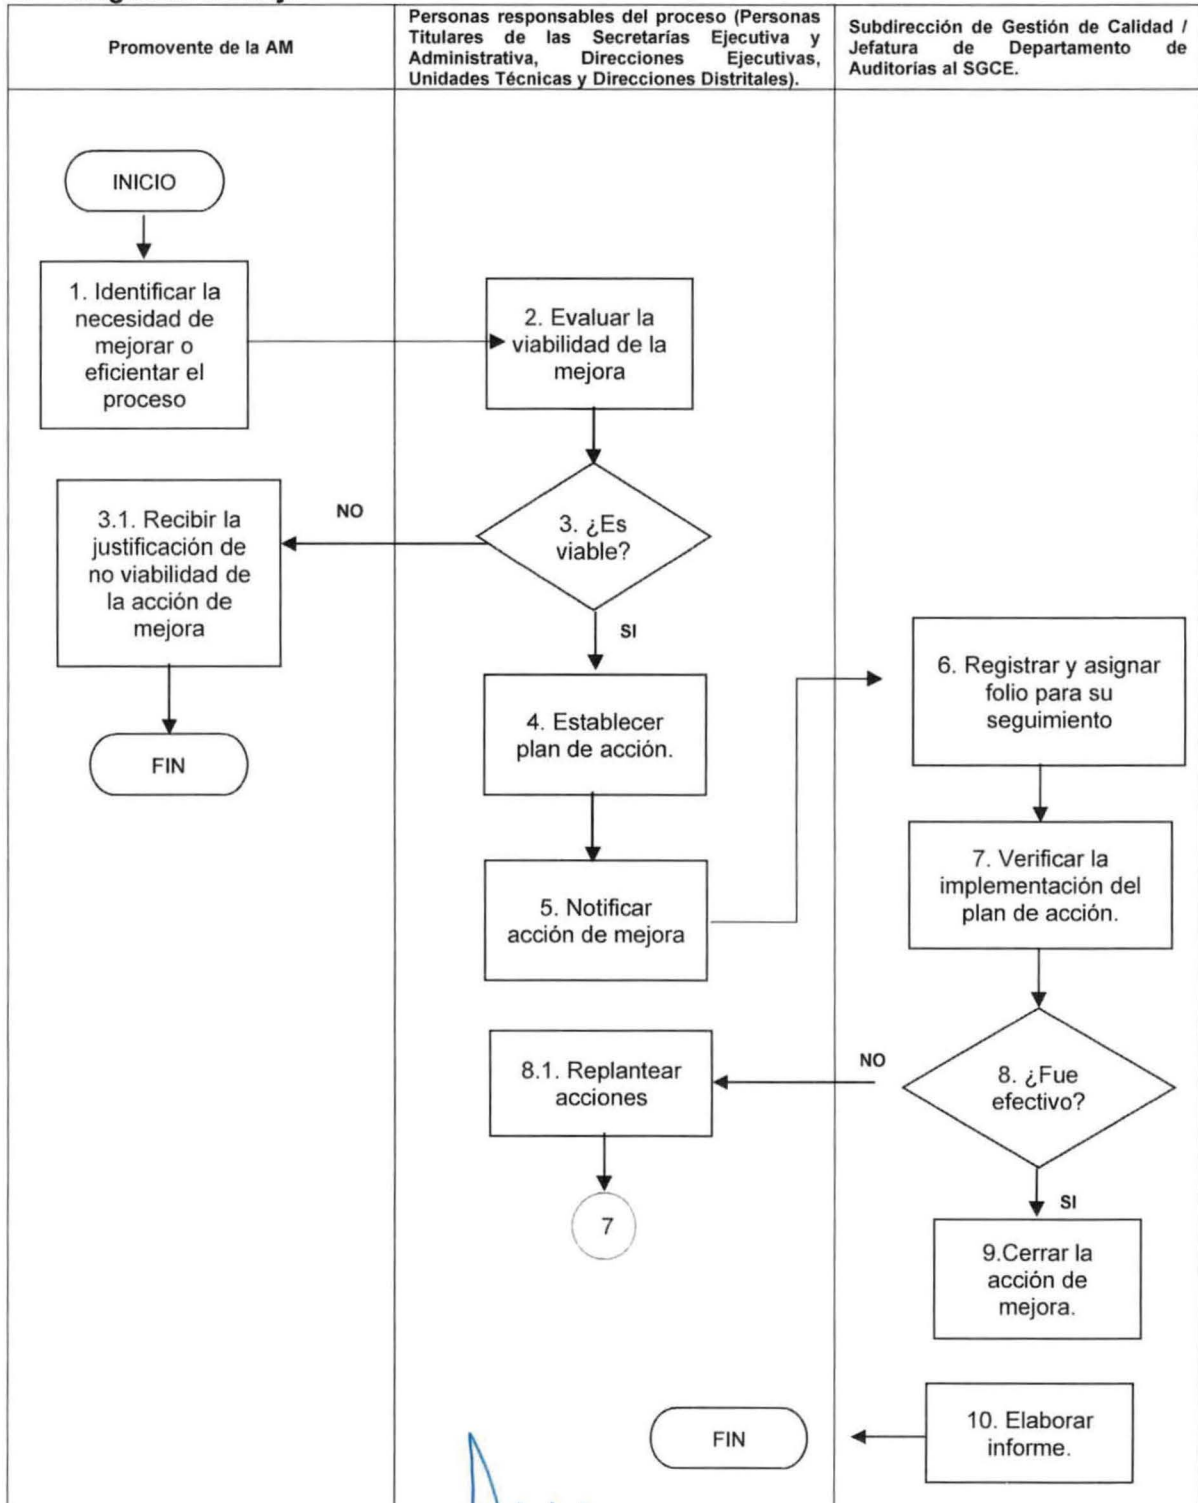 Promovente de la AM
Personas responsables del proceso (Personas
Titulares de las Secretarías Ejecutiva y
Administrativa, Direcciones Ejecutivas,
Unidades Técnicas y Direcciones Distritales).
Subdirección de Gestión de Calidad /
Jefatura de Departamento de
Auditorías al SGCE.
INICIO
1. Identificar la
necesidad de
mejorar o
eficientar el
proceso
2. Evaluar la
viabilidad de la
mejora
3. ¿Es
viable?
NO
3.1. Recibir la
justificación de
no viabilidad de
la acción de
mejora
FIN
SI
4. Establecer
plan de acción.
5. Notificar
acción de mejora
6. Registrar y asignar
folio para su
seguimiento
7. Verificar la
implementación del
plan de acción.
8. ¿Fue
efectivo?
NO
8.1. Replantear
acciones
7
SI
9.Cerrar la
acción de
mejora.
10. Elaborar
informe.
FIN